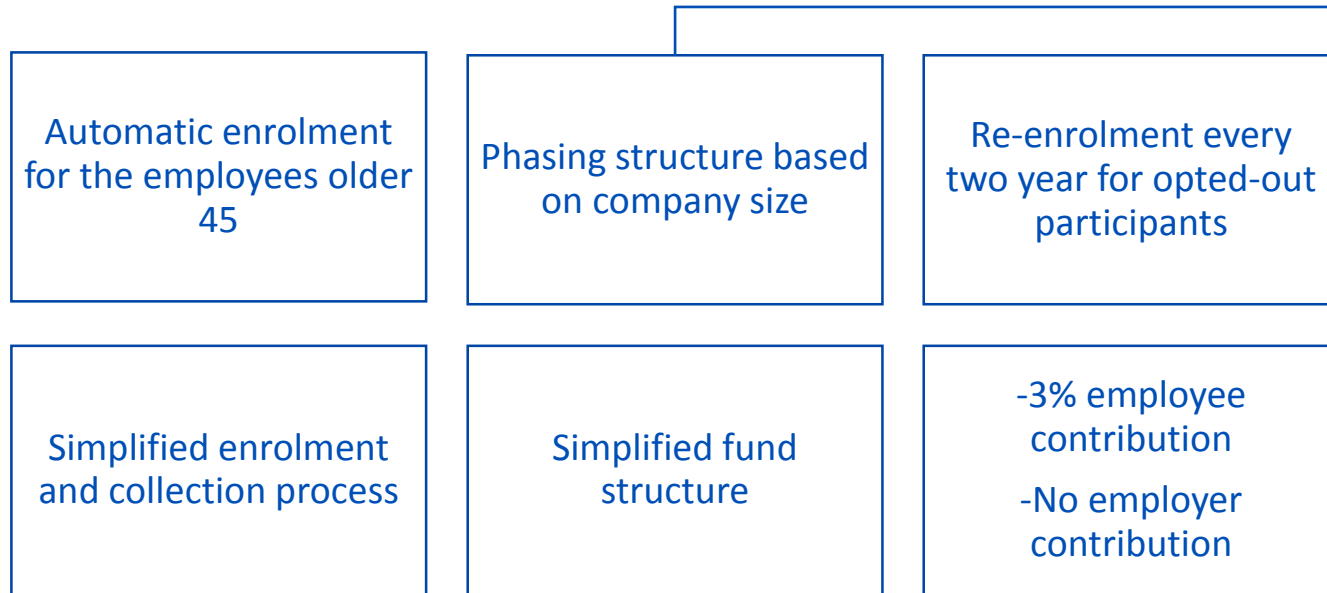 Automatic enrolment
for the employees older
45
Phasing structure based
on company size
Re-enrolment every
two year for opted-out
participants
Simplified enrolment
and collection process
Simplified fund
structure
-3% employee
contribution
-No employer
contribution